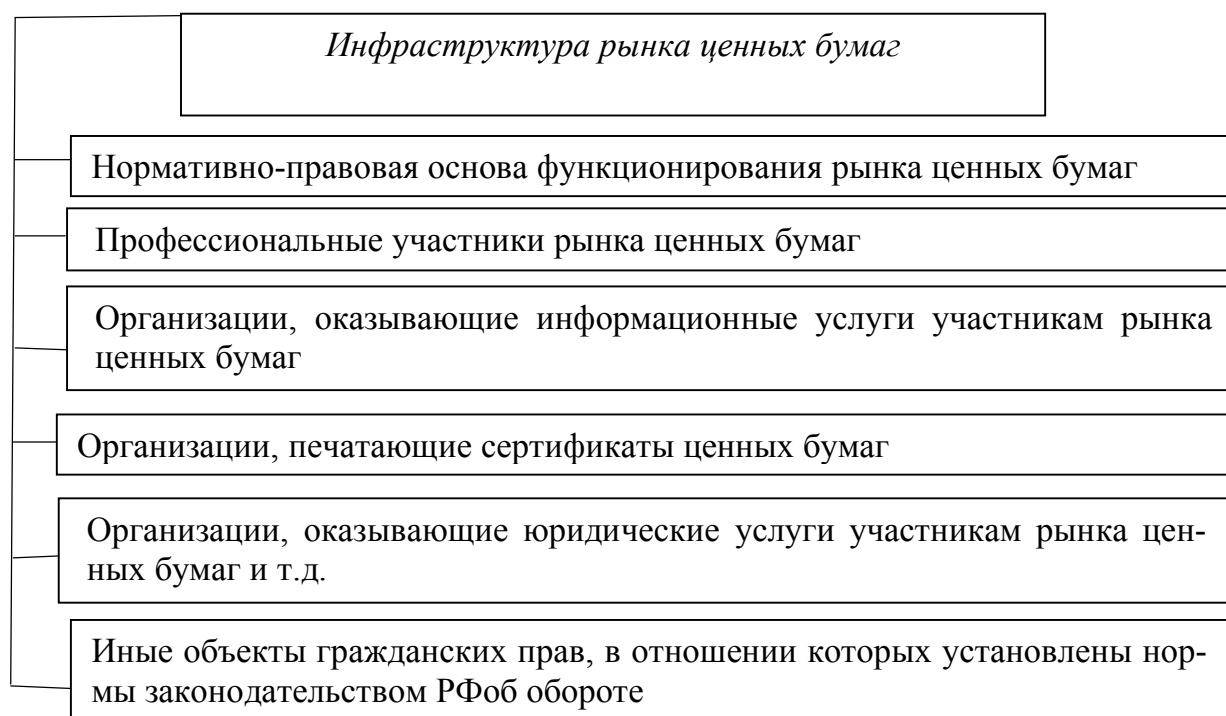 Инфраструктура рынка ценных бумаг
Нормативно-правовая основа функционирования рынка ценных бумаг
Профессиональные участники рынка ценных бумаг
Организации, оказывающие информационные услуги участникам рынка
ценных бумаг
Организации, печатающие сертификаты ценных бумаг
Организации, оказывающие юридические услуги участникам рынка цен-
ных бумаг и т.д.
Иные объекты гражданских прав, в отношении которых установлены нор-
мы законодательством РФоб обороте